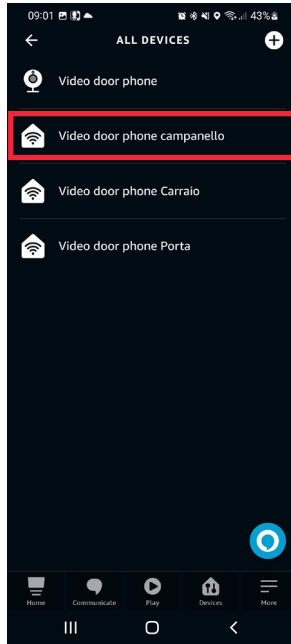 09:01 43%
ALL DEVICES
Video door phone
Video door phone campanello
Video door phone Carraio
Video door phone Porta
Home Communicate Play Devices More